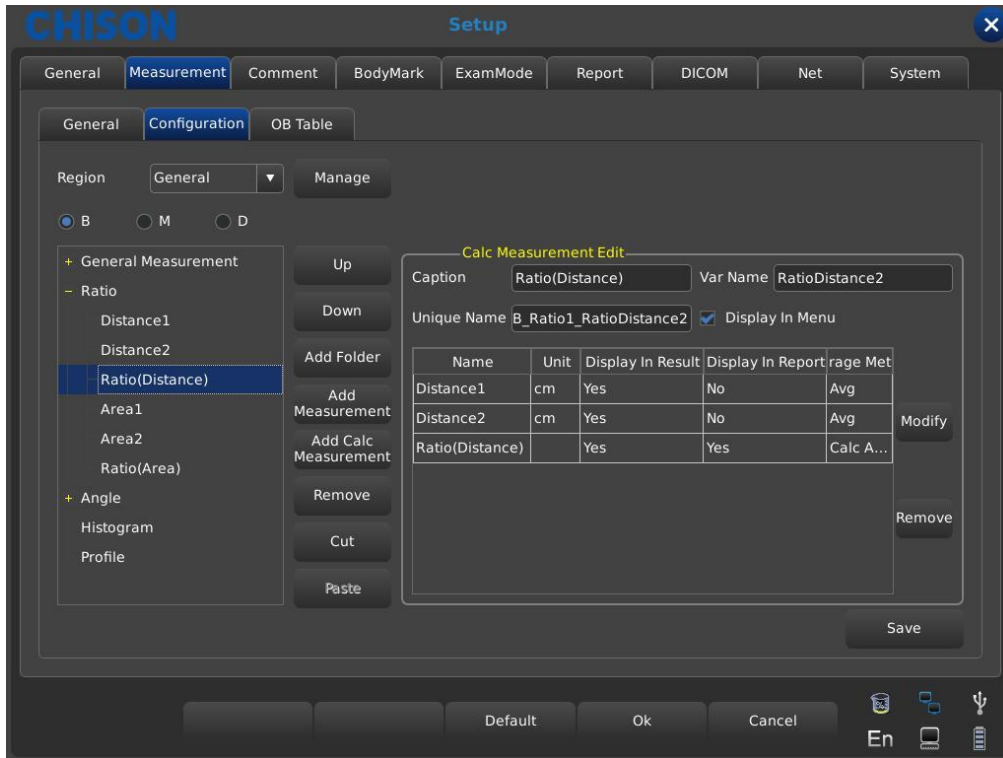 CHISON
Setup
General Measurement Comment BodyMark ExamMode Report DICOM Net System
General Configuration OB Table
Region General Manage
B M D
+ General Measurement
- Ratio
Distance1
Distance2
Ratio(Distance)
Area1
Area2
Ratio(Area)
+ Angle
Histogram
Profile
Up
Down
Add Folder
Add
Measurement
Add Calc
Measurement
Remove
Cut
Paste
Calc Measurement Edit
Caption Ratio(Distance) Var Name RatioDistance2
Unique Name B_Ratio1_RatioDistance2 Display In Menu
Name Unit Display In Result Display In Report rage Met
Distance1 cm Yes No Avg
Distance2 cm Yes No Avg
Ratio(Distance) Yes Yes Calc A...
Modify
Remove
Save
Default Ok Cancel
En